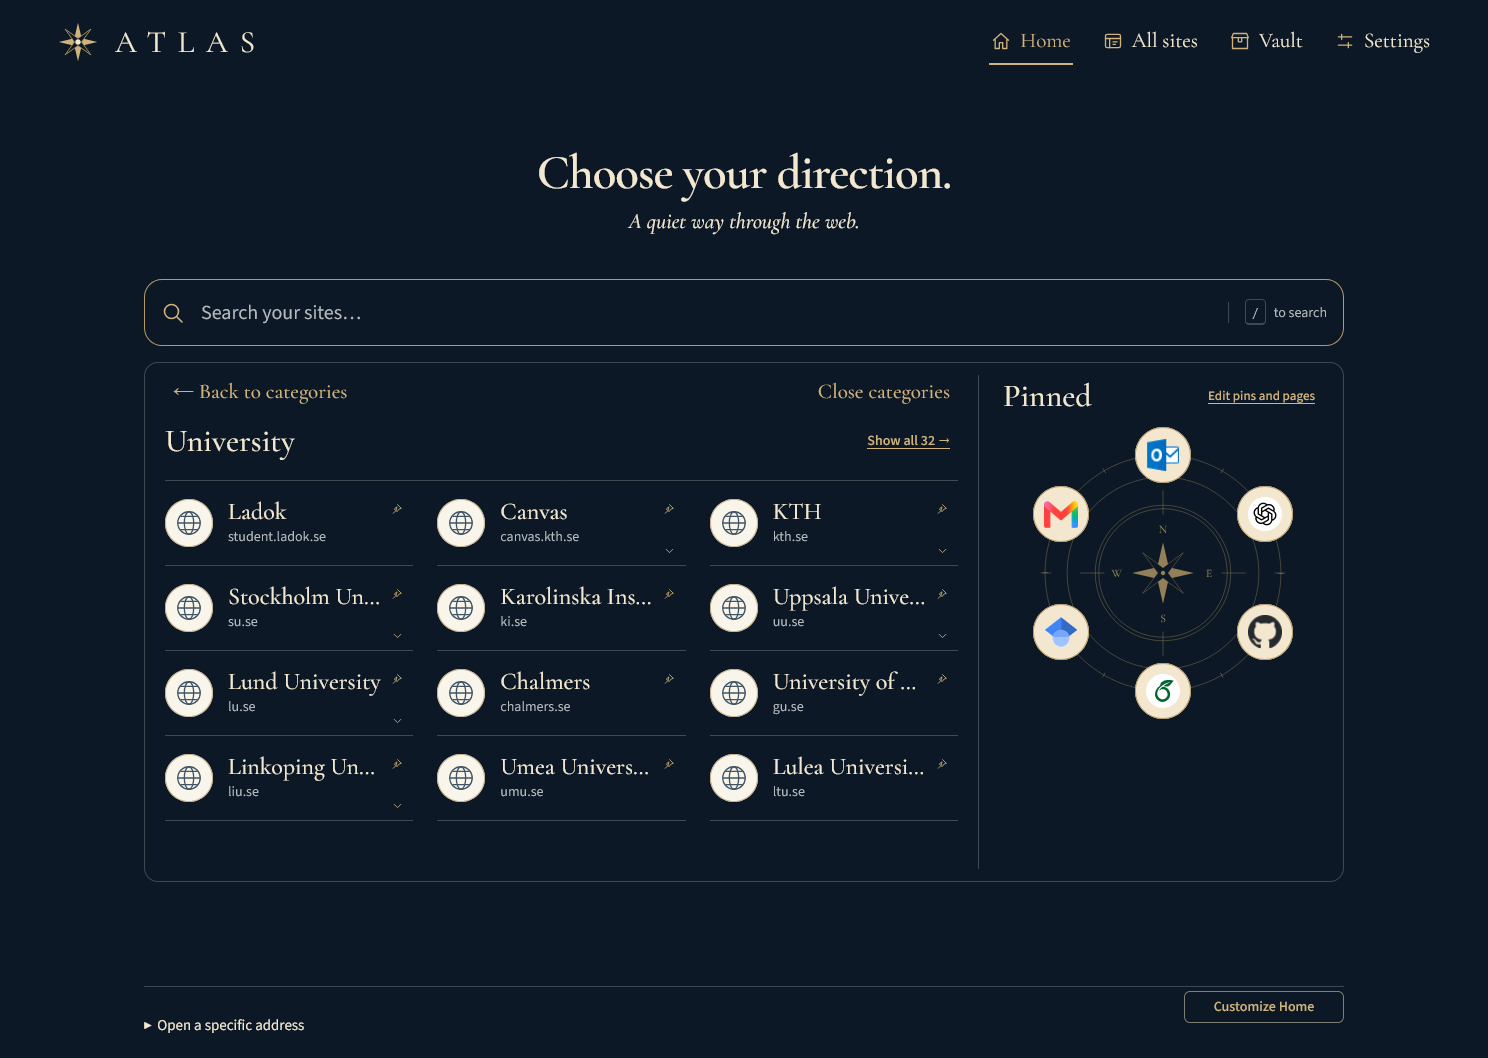 ATLAS
Home
All sites
Vault
Settings
Choose your direction.
A quiet way through the web.
Search your sites...
/ to search
← Back to categories
Close categories
University
Show all 32 →
Ladok
student.ladok.se
Canvas
canvas.kth.se
KTH
kth.se
Stockholm Un...
su.se
Karolinska Ins...
ki.se
Uppsala Unive...
uu.se
Lund University
lu.se
Chalmers
chalmers.se
University of ...
gu.se
Linkoping Un...
liu.se
Umea Univers...
umu.se
Lulea Universi...
ltu.se
Pinned
Edit pins and pages
N
W
E
S
▸ Open a specific address
Customize Home